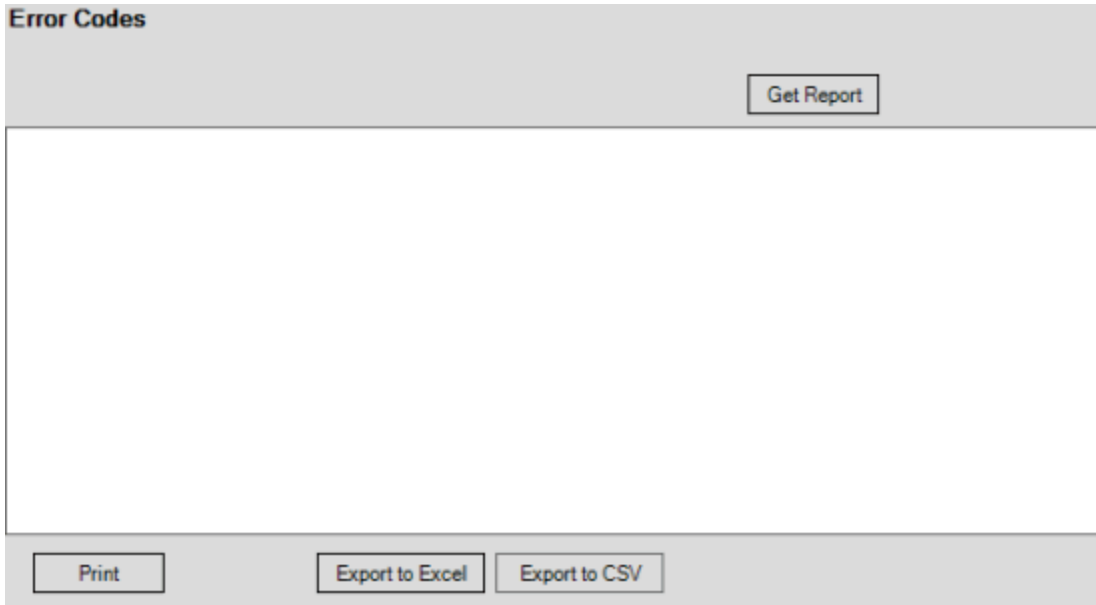 Error Codes
Get Report
Print
Export to Excel
Export to CSV